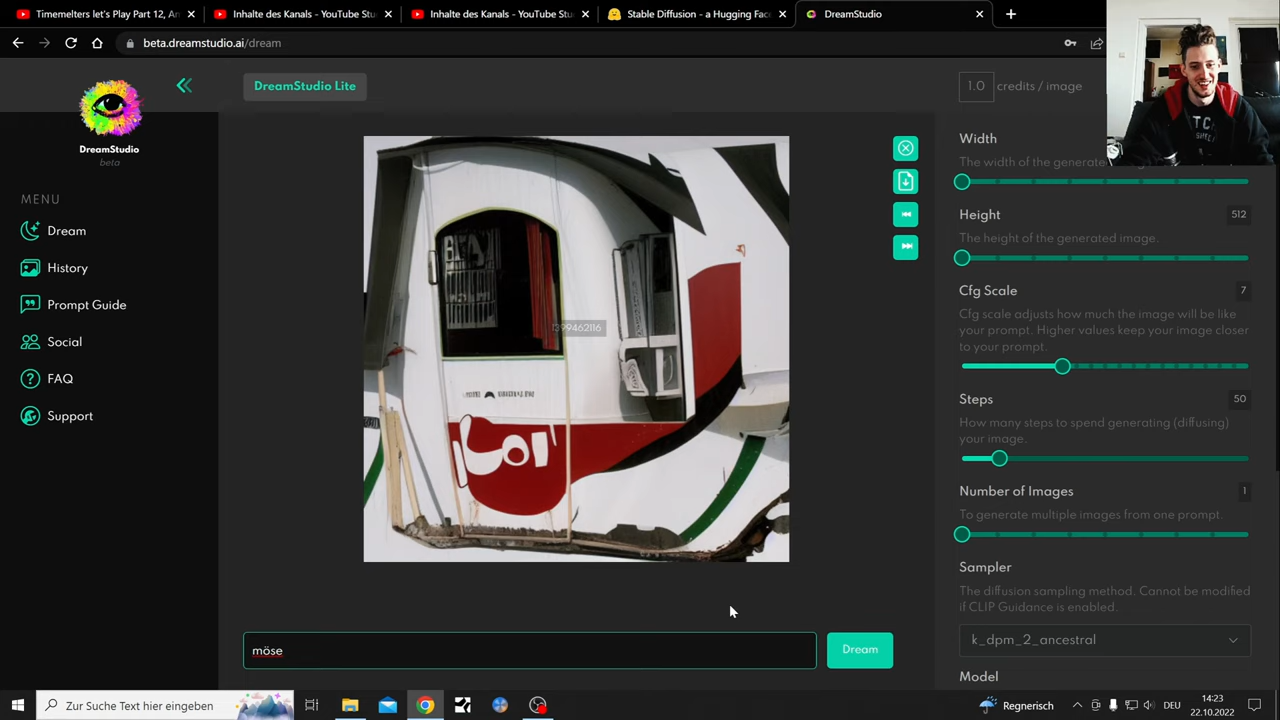 Timemelters let's Play Part 12, An
Inhalte des Kanals - YouTube Stu
Inhalte des Kanals - YouTube Stu
Stable Diffusion - a Hugging Fac
DreamStudio
beta.dreamstudio.ai/dream
DreamStudio
beta
MENU
Dream
History
Prompt Guide
Social
FAQ
Support
DreamStudio Lite
1399462116
möse
Dream
1.0 credits / image
Width
The width of the generated
Height 512
The height of the generated image.
Cfg Scale 7
Cfg scale adjusts how much the image will be like
your prompt. Higher values keep your image closer
to your prompt.
Steps 50
How many steps to spend generating (diffusing)
your image.
Number of Images 1
To generate multiple images from one prompt.
Sampler
The diffusion sampling method. Cannot be modified
if CLIP Guidance is enabled.
k_dpm_2_ancestral
Model
Zur Suche Text hier eingeben
Regnerisch
DEU
14:23
22.10.2022